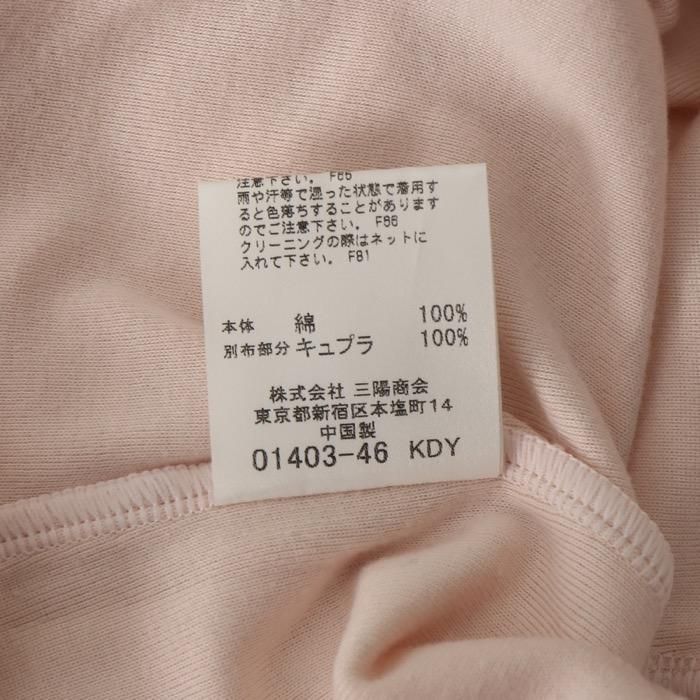 注意下さい。 F65
雨や汗等で湿った状態で着用す
ると色落ちすることがあります
のでご注意下さい。 F66
クリーニングの際はネットに
入れて下さい。 F81
本体 綿 100%
別布部分 キュプラ 100%
株式会社 三陽商会
東京都新宿区本塩町14
中国製
01403-46 KDY